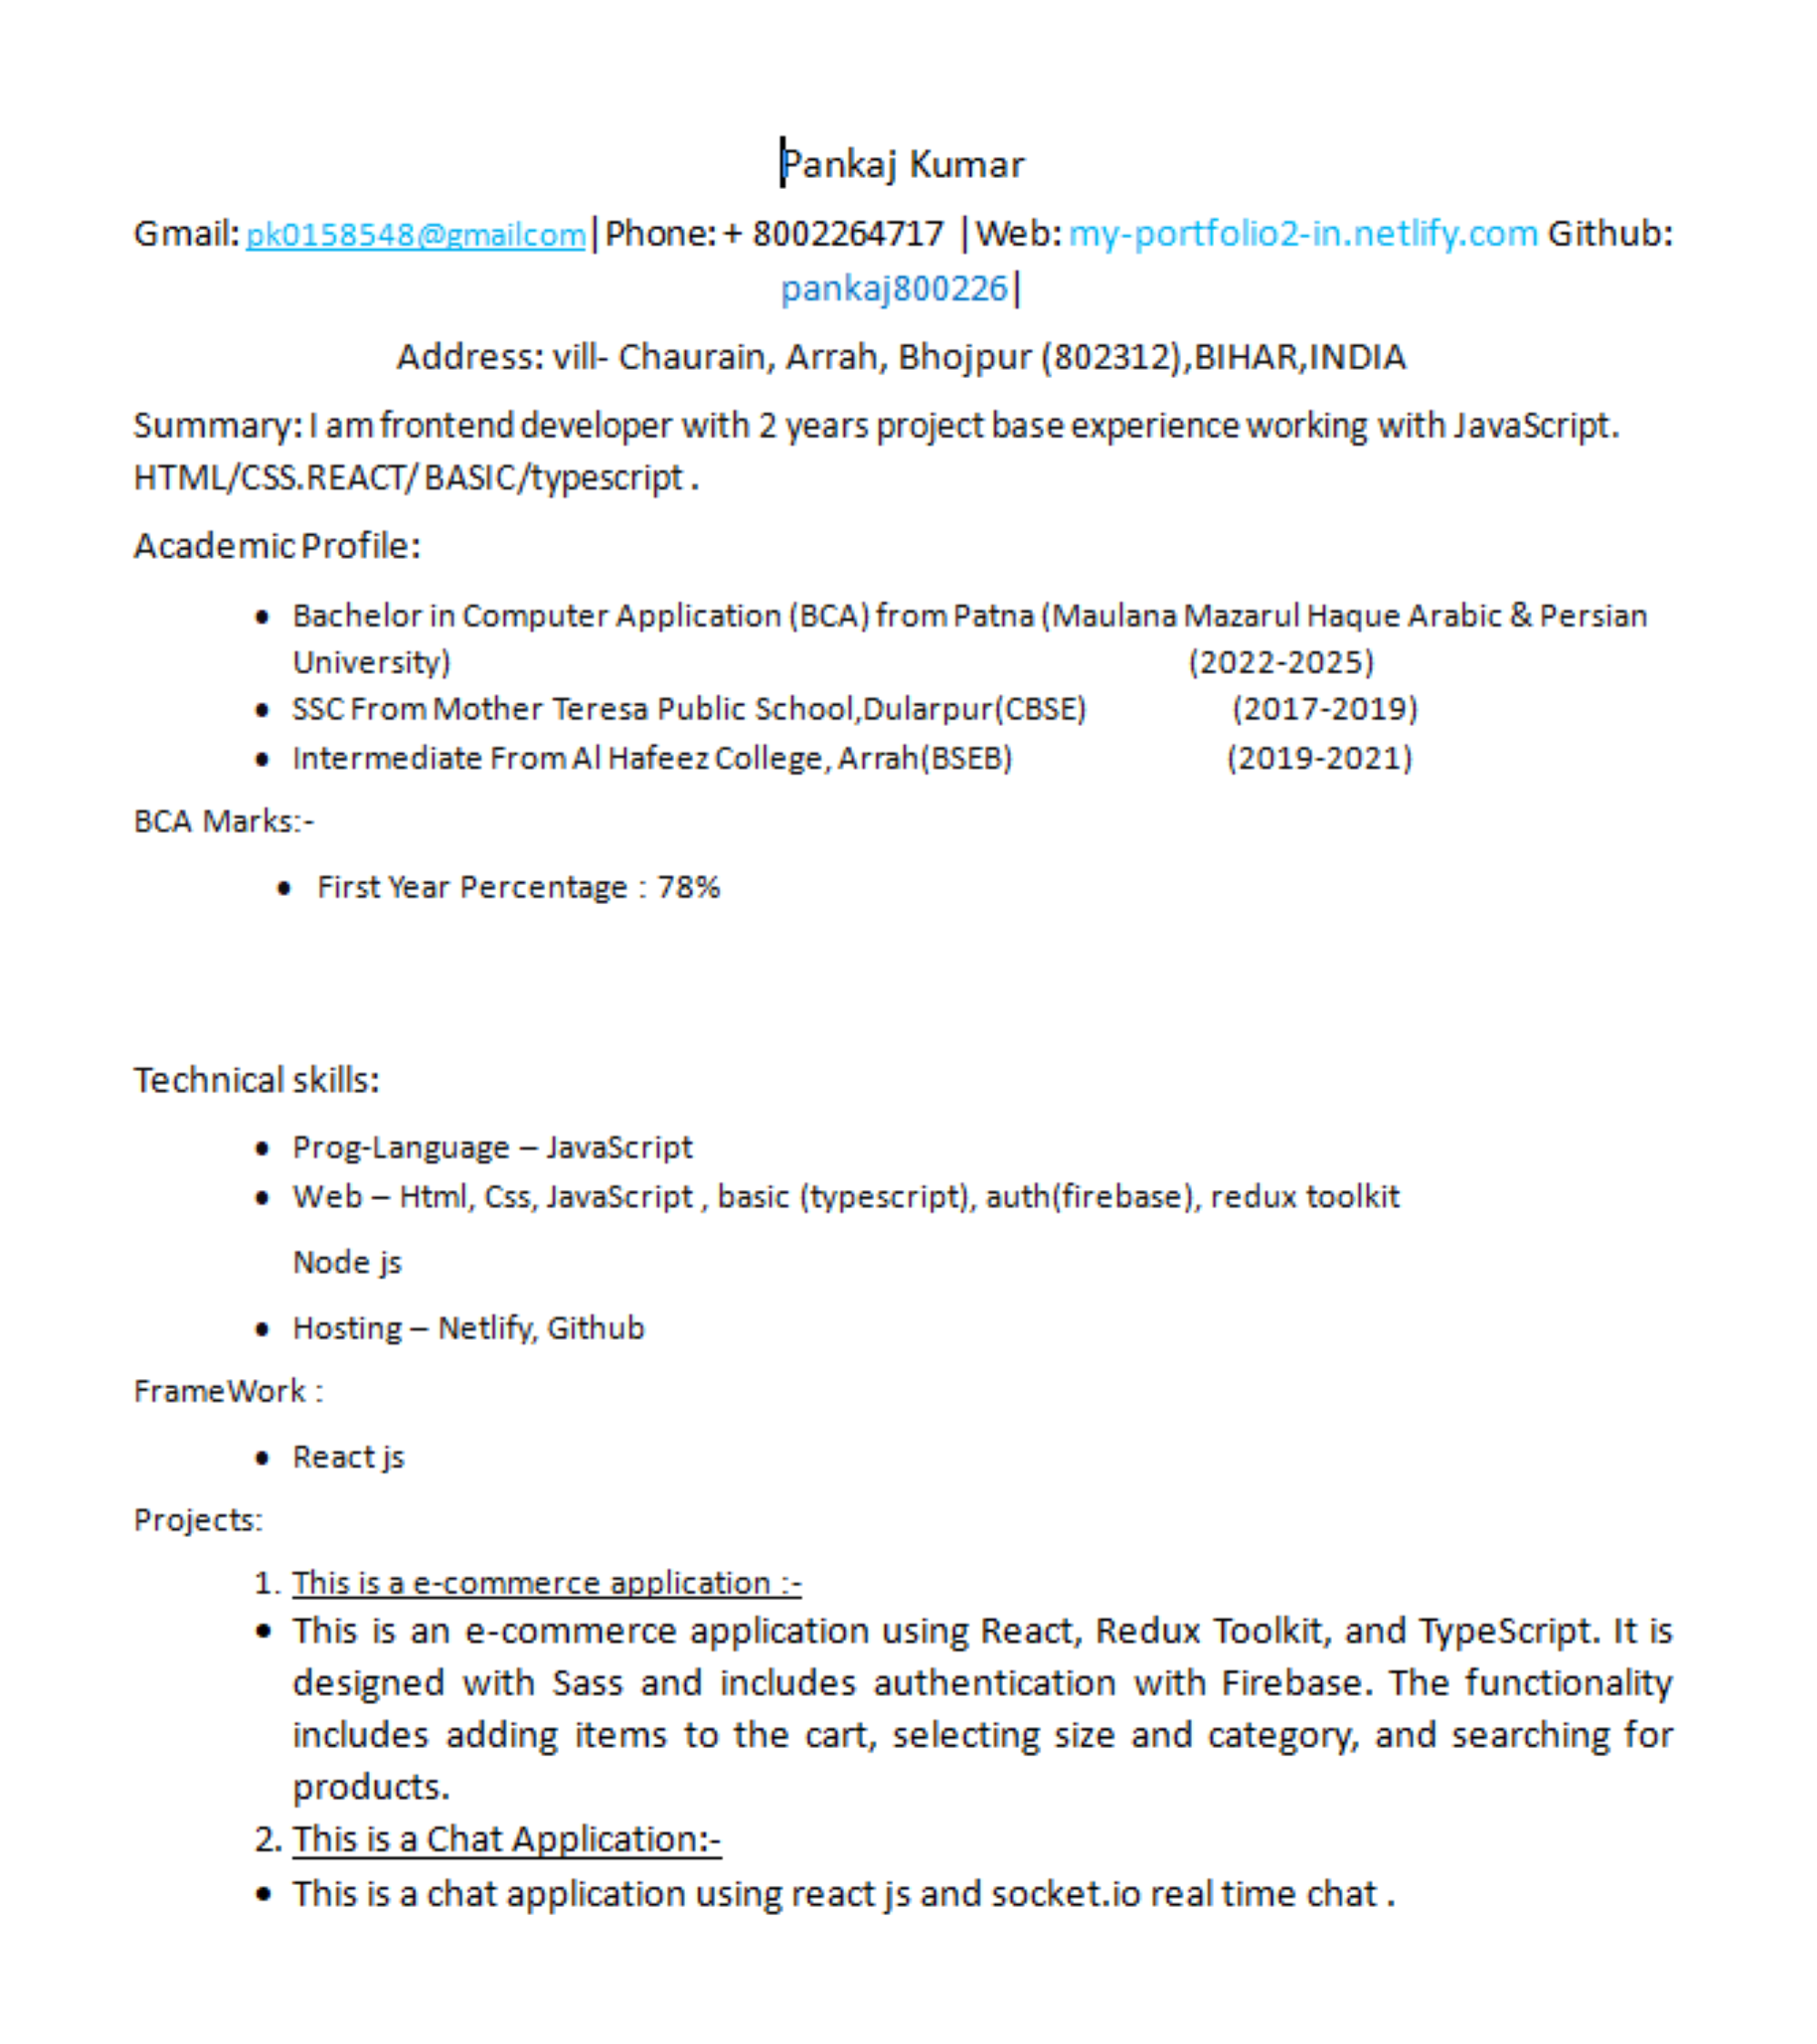 Pankaj Kumar
Gmail: pk0158548@gmailcom|Phone: + 8002264717 |Web: my-portfolio2-in.netlify.com Github:
pankaj800226|
Address: vill- Chaurain, Arrah, Bhojpur (802312),BIHAR,INDIA
Summary: I am frontend developer with 2 years project base experience working with JavaScript.
HTML/CSS.REACT/ BASIC/typescript .
Academic Profile:
• Bachelor in Computer Application (BCA) from Patna (Maulana Mazarul Haque Arabic & Persian
University) (2022-2025)
• SSC From Mother Teresa Public School,Dularpur(CBSE) (2017-2019)
• Intermediate From Al Hafeez College, Arrah(BSEB) (2019-2021)
BCA Marks:-
• First Year Percentage : 78%
Technical skills:
• Prog-Language – JavaScript
• Web – Html, Css, JavaScript , basic (typescript), auth(firebase), redux toolkit
Node js
• Hosting – Netlify, Github
FrameWork :
• React js
Projects:
1. This is a e-commerce application :-
• This is an e-commerce application using React, Redux Toolkit, and TypeScript. It is
designed with Sass and includes authentication with Firebase. The functionality
includes adding items to the cart, selecting size and category, and searching for
products.
2. This is a Chat Application:-
• This is a chat application using react js and socket.io real time chat .